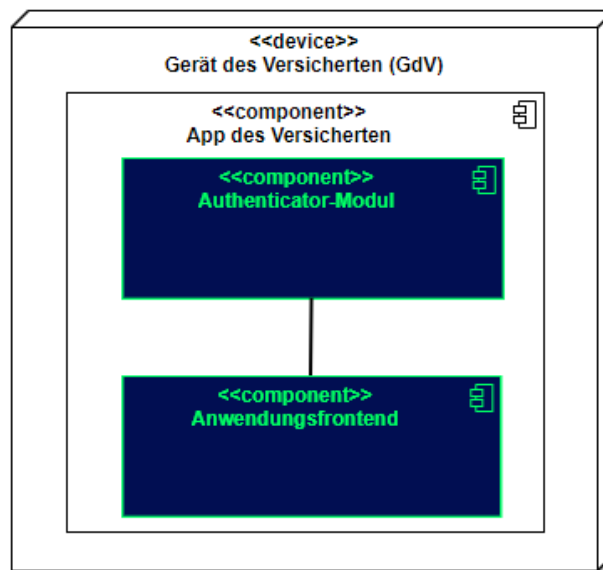 <<device>>
Gerät des Versicherten (GdV)
<<component>>
App des Versicherten
<<component>>
Authenticator-Modul
<<component>>
Anwendungsfrontend